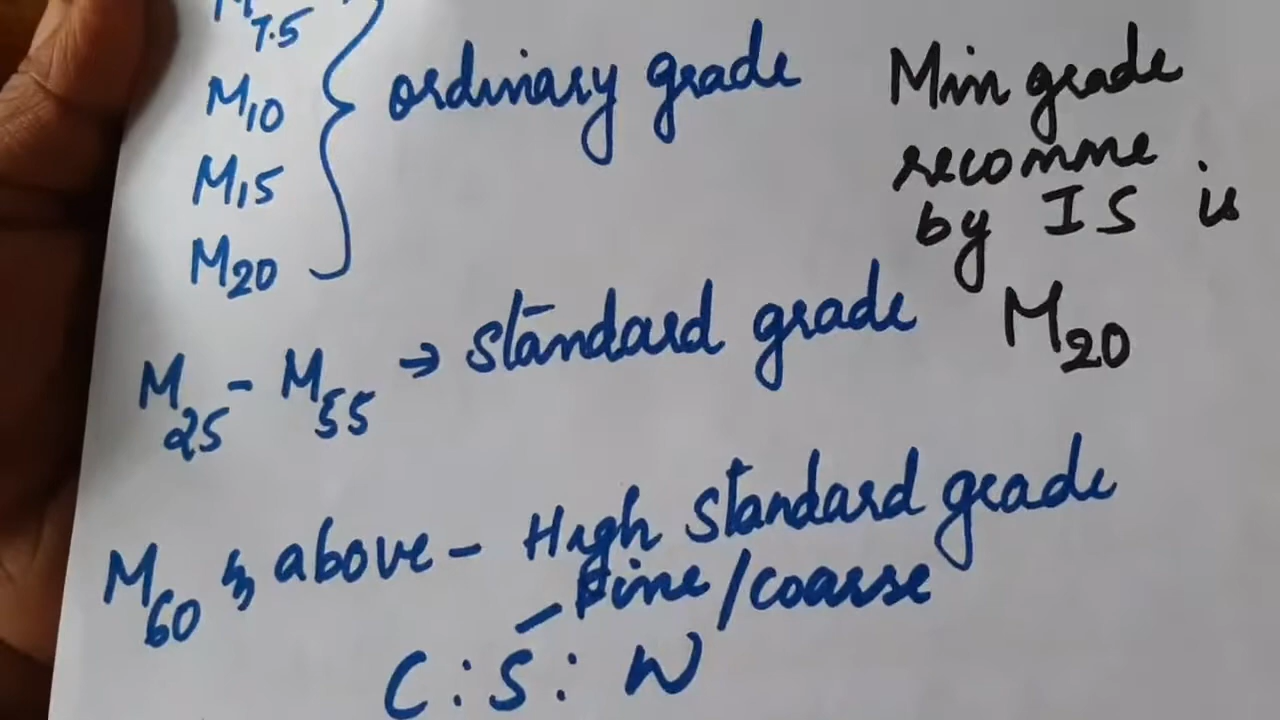 M7.5
M10 ordinary grade
M15
M20
Min grade
recomme
by IS is
M20
M25 - M55 → standard grade
M60 & above - High standard grade
- Fine/coarse
C : S : W